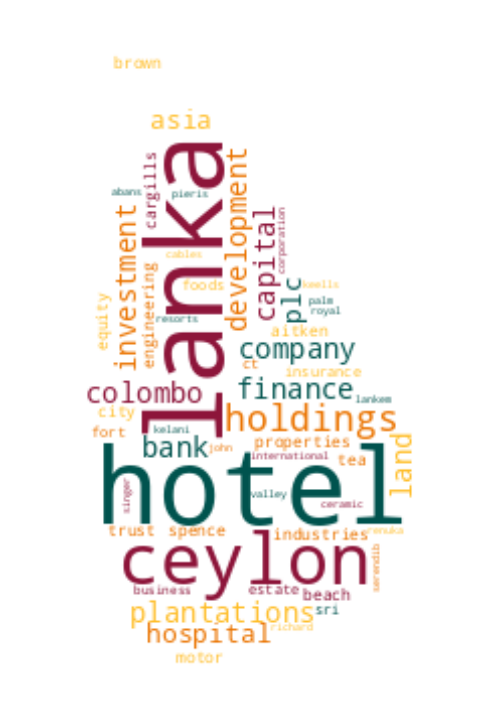 brown
asia
lanka
cargills
abans
pieris
development
investment
capital
corporation
cables
engineering
foods
plc
keells
palm
royal
equity
resorts
aitken
company
ct
insurance
colombo
finance
lankem
city
holdings
fort
kelani
bank
john
properties
land
international
tea
hotel
singer
valley
ceramic
trust
spence
industries
renuka
ceylon
serendib
business
estate
beach
plantations
sri
hospital
richard
motor